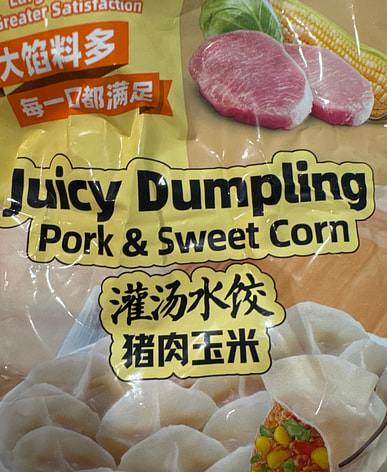 Greater Satisfaction
大馅料多
每一口都满足
Juicy Dumpling
Pork & Sweet Corn
灌汤水饺
猪肉玉米